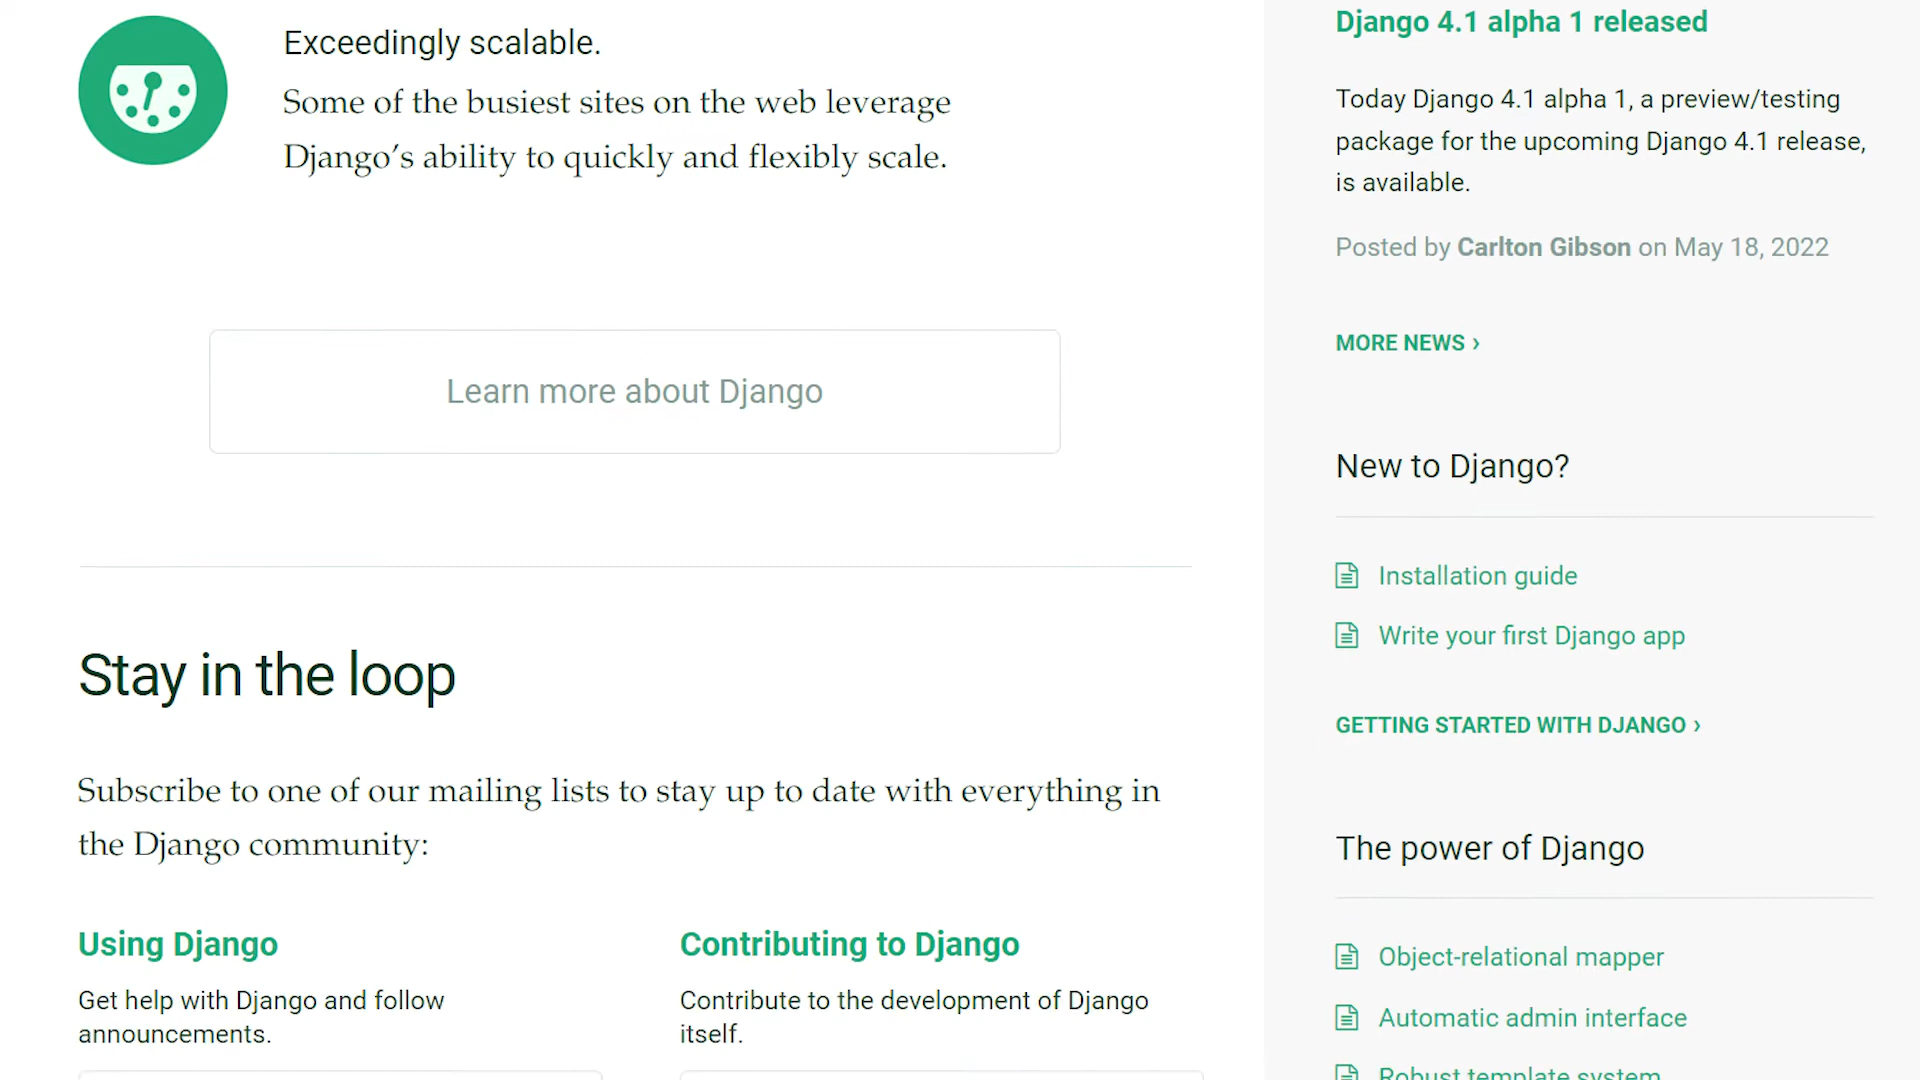 Exceedingly scalable.
Some of the busiest sites on the web leverage
Django’s ability to quickly and flexibly scale.
Learn more about Django
Stay in the loop
Subscribe to one of our mailing lists to stay up to date with everything in
the Django community:
Using Django
Get help with Django and follow
announcements.
Contributing to Django
Contribute to the development of Django
itself.
Django 4.1 alpha 1 released
Today Django 4.1 alpha 1, a preview/testing
package for the upcoming Django 4.1 release,
is available.
Posted by Carlton Gibson on May 18, 2022
MORE NEWS ›
New to Django?
Installation guide
Write your first Django app
GETTING STARTED WITH DJANGO ›
The power of Django
Object-relational mapper
Automatic admin interface
Robust template system